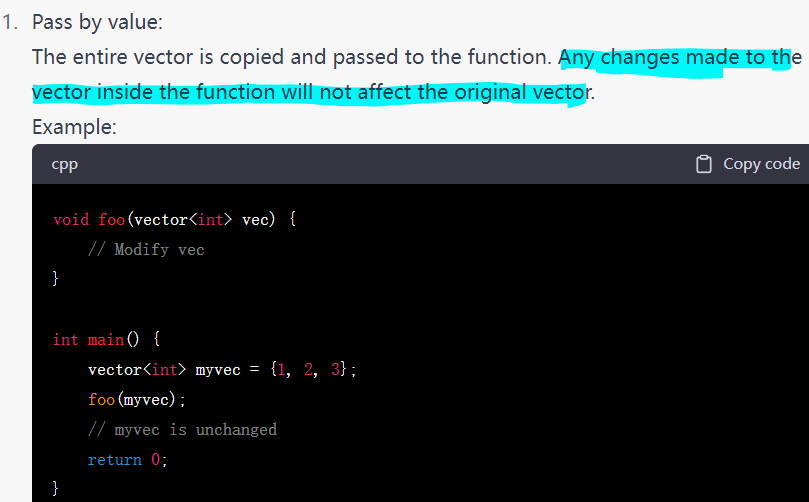 1. Pass by value:
The entire vector is copied and passed to the function. Any changes made to the
vector inside the function will not affect the original vector.
Example:
cpp Copy code
void foo(vector<int> vec) {
    // Modify vec
}
int main() {
    vector<int> myvec = {1, 2, 3};
    foo(myvec);
    // myvec is unchanged
    return 0;
}